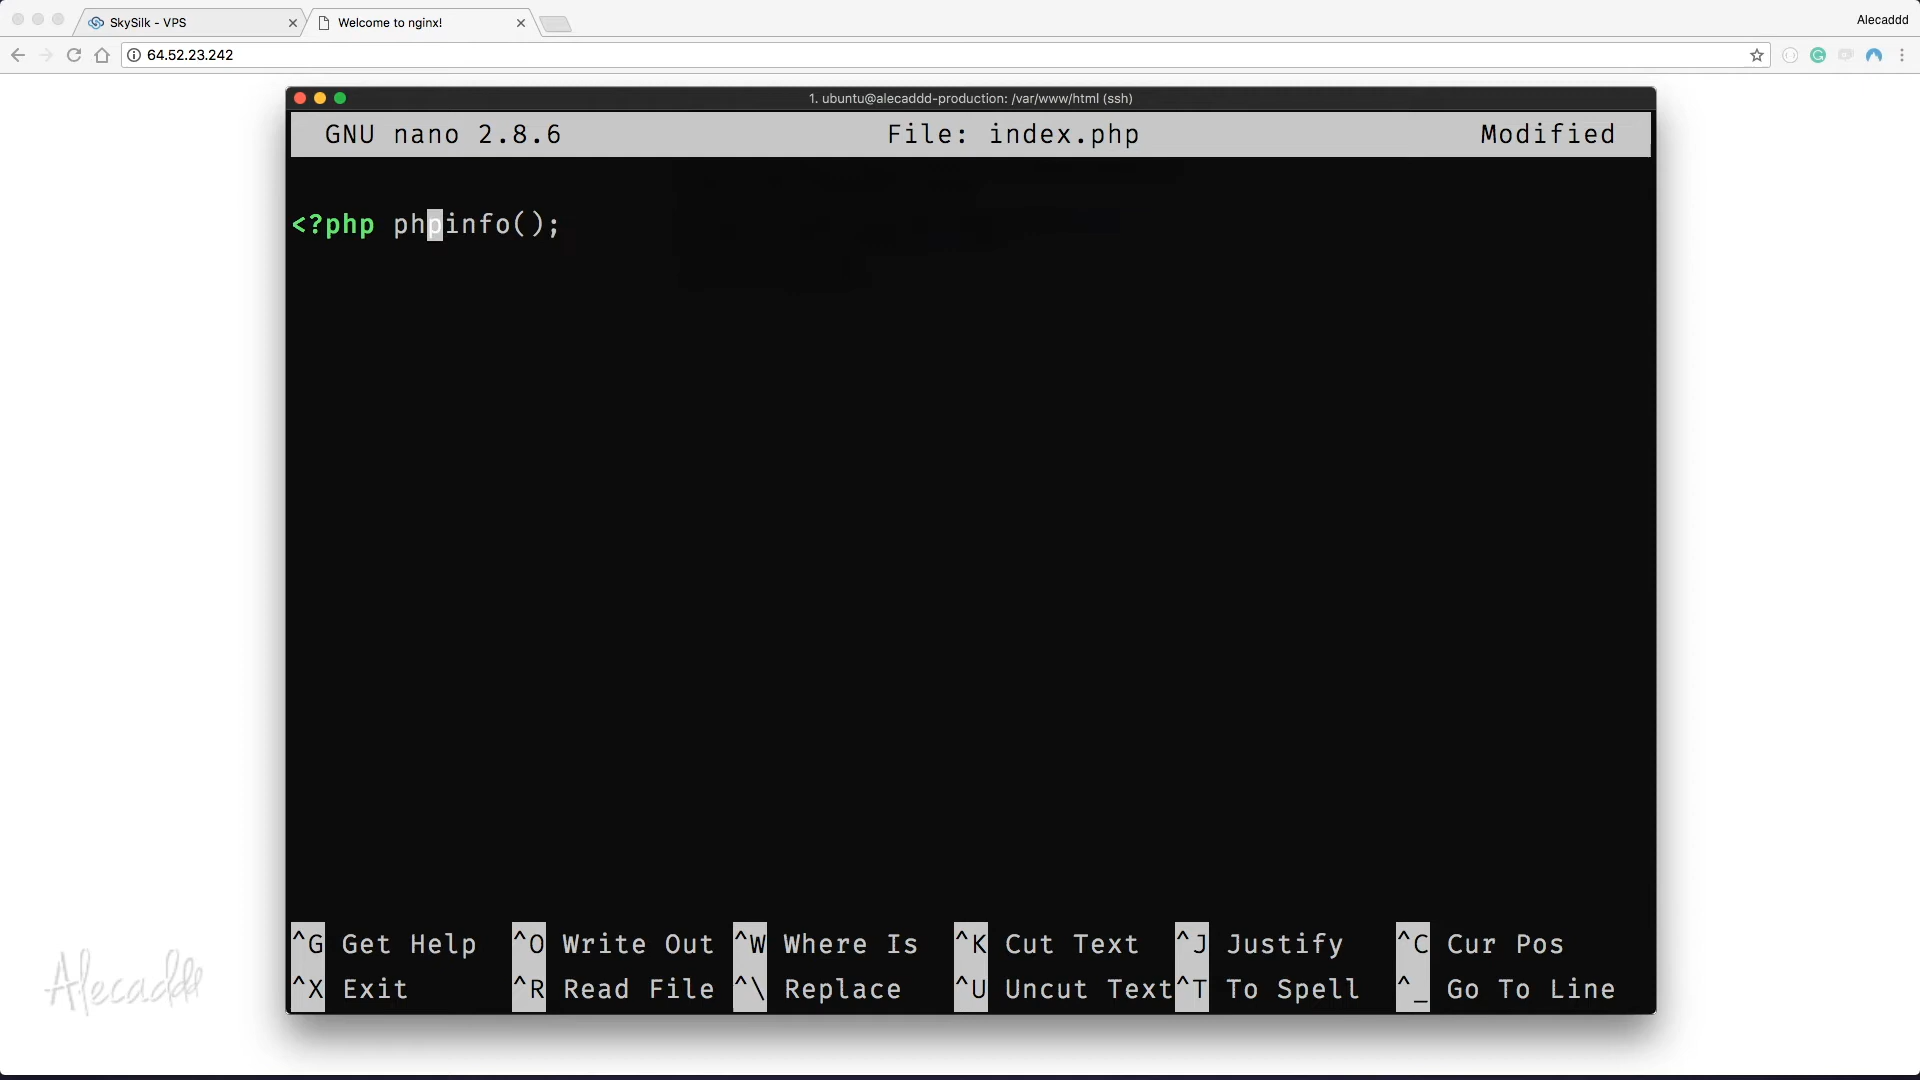 SkySilk - VPS
Welcome to nginx!
Alecaddd
64.52.23.242
1. ubuntu@alecaddd-production: /var/www/html (ssh)
GNU nano 2.8.6 File: index.php Modified
<?php phpinfo();
^G Get Help ^O Write Out ^W Where Is ^K Cut Text ^J Justify ^C Cur Pos
^X Exit ^R Read File ^\ Replace ^U Uncut Text ^T To Spell ^_ Go To Line
Alecaddd